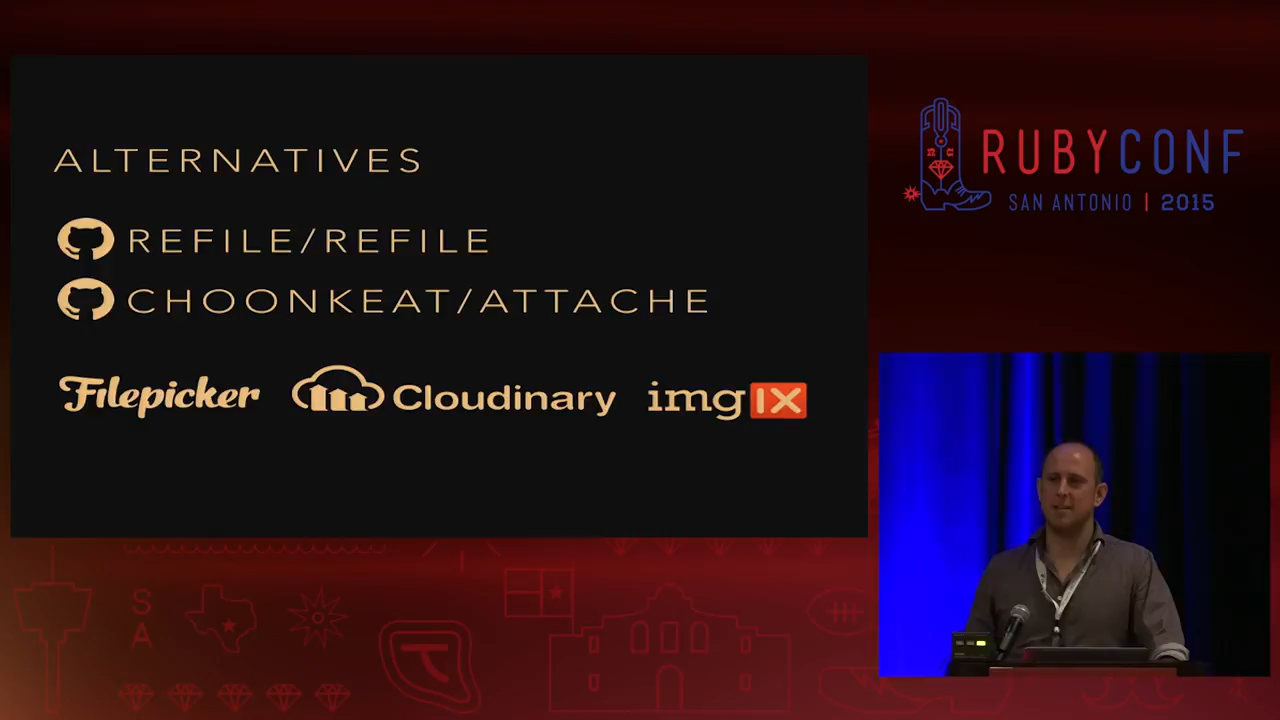 ALTERNATIVES
REFILE/REFILE
CHOONKEAT/ATTACHE
Filepicker Cloudinary imgIX
RUBYCONF
SAN ANTONIO | 2015
S
A